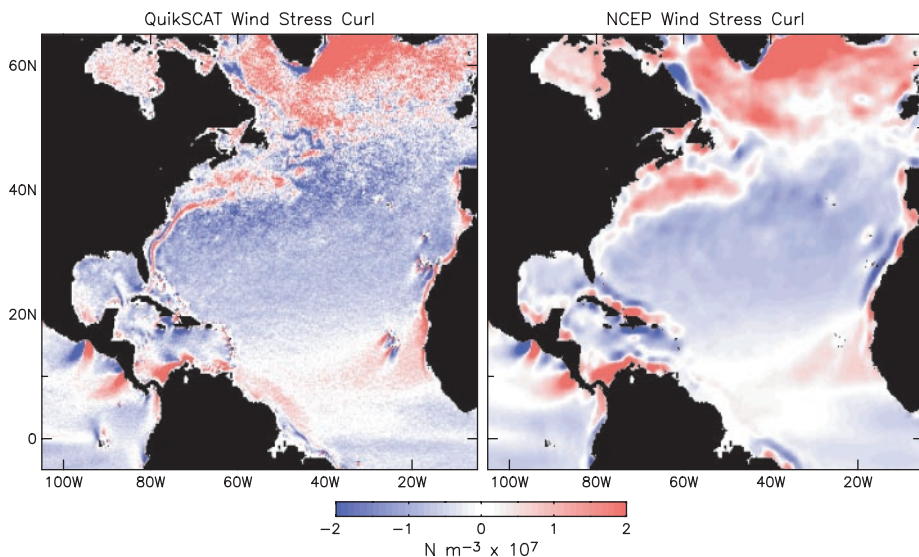 QuikSCAT Wind Stress Curl
NCEP Wind Stress Curl
60N
40N
20N
0
100W 80W 60W 40W 20W
100W 80W 60W 40W 20W
−2 −1 0 1 2
N m⁻³ x 10⁷